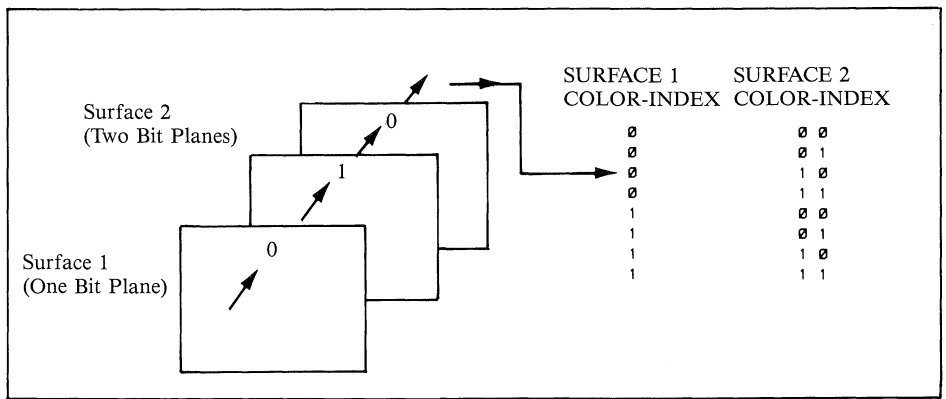 SURFACE 1 SURFACE 2
COLOR-INDEX COLOR-INDEX
Surface 2
(Two Bit Planes)
0
1
0
Surface 1
(One Bit Plane)
0 0 0
0 0 1
0 1 0
0 1 1
1 0 0
1 0 1
1 1 0
1 1 1